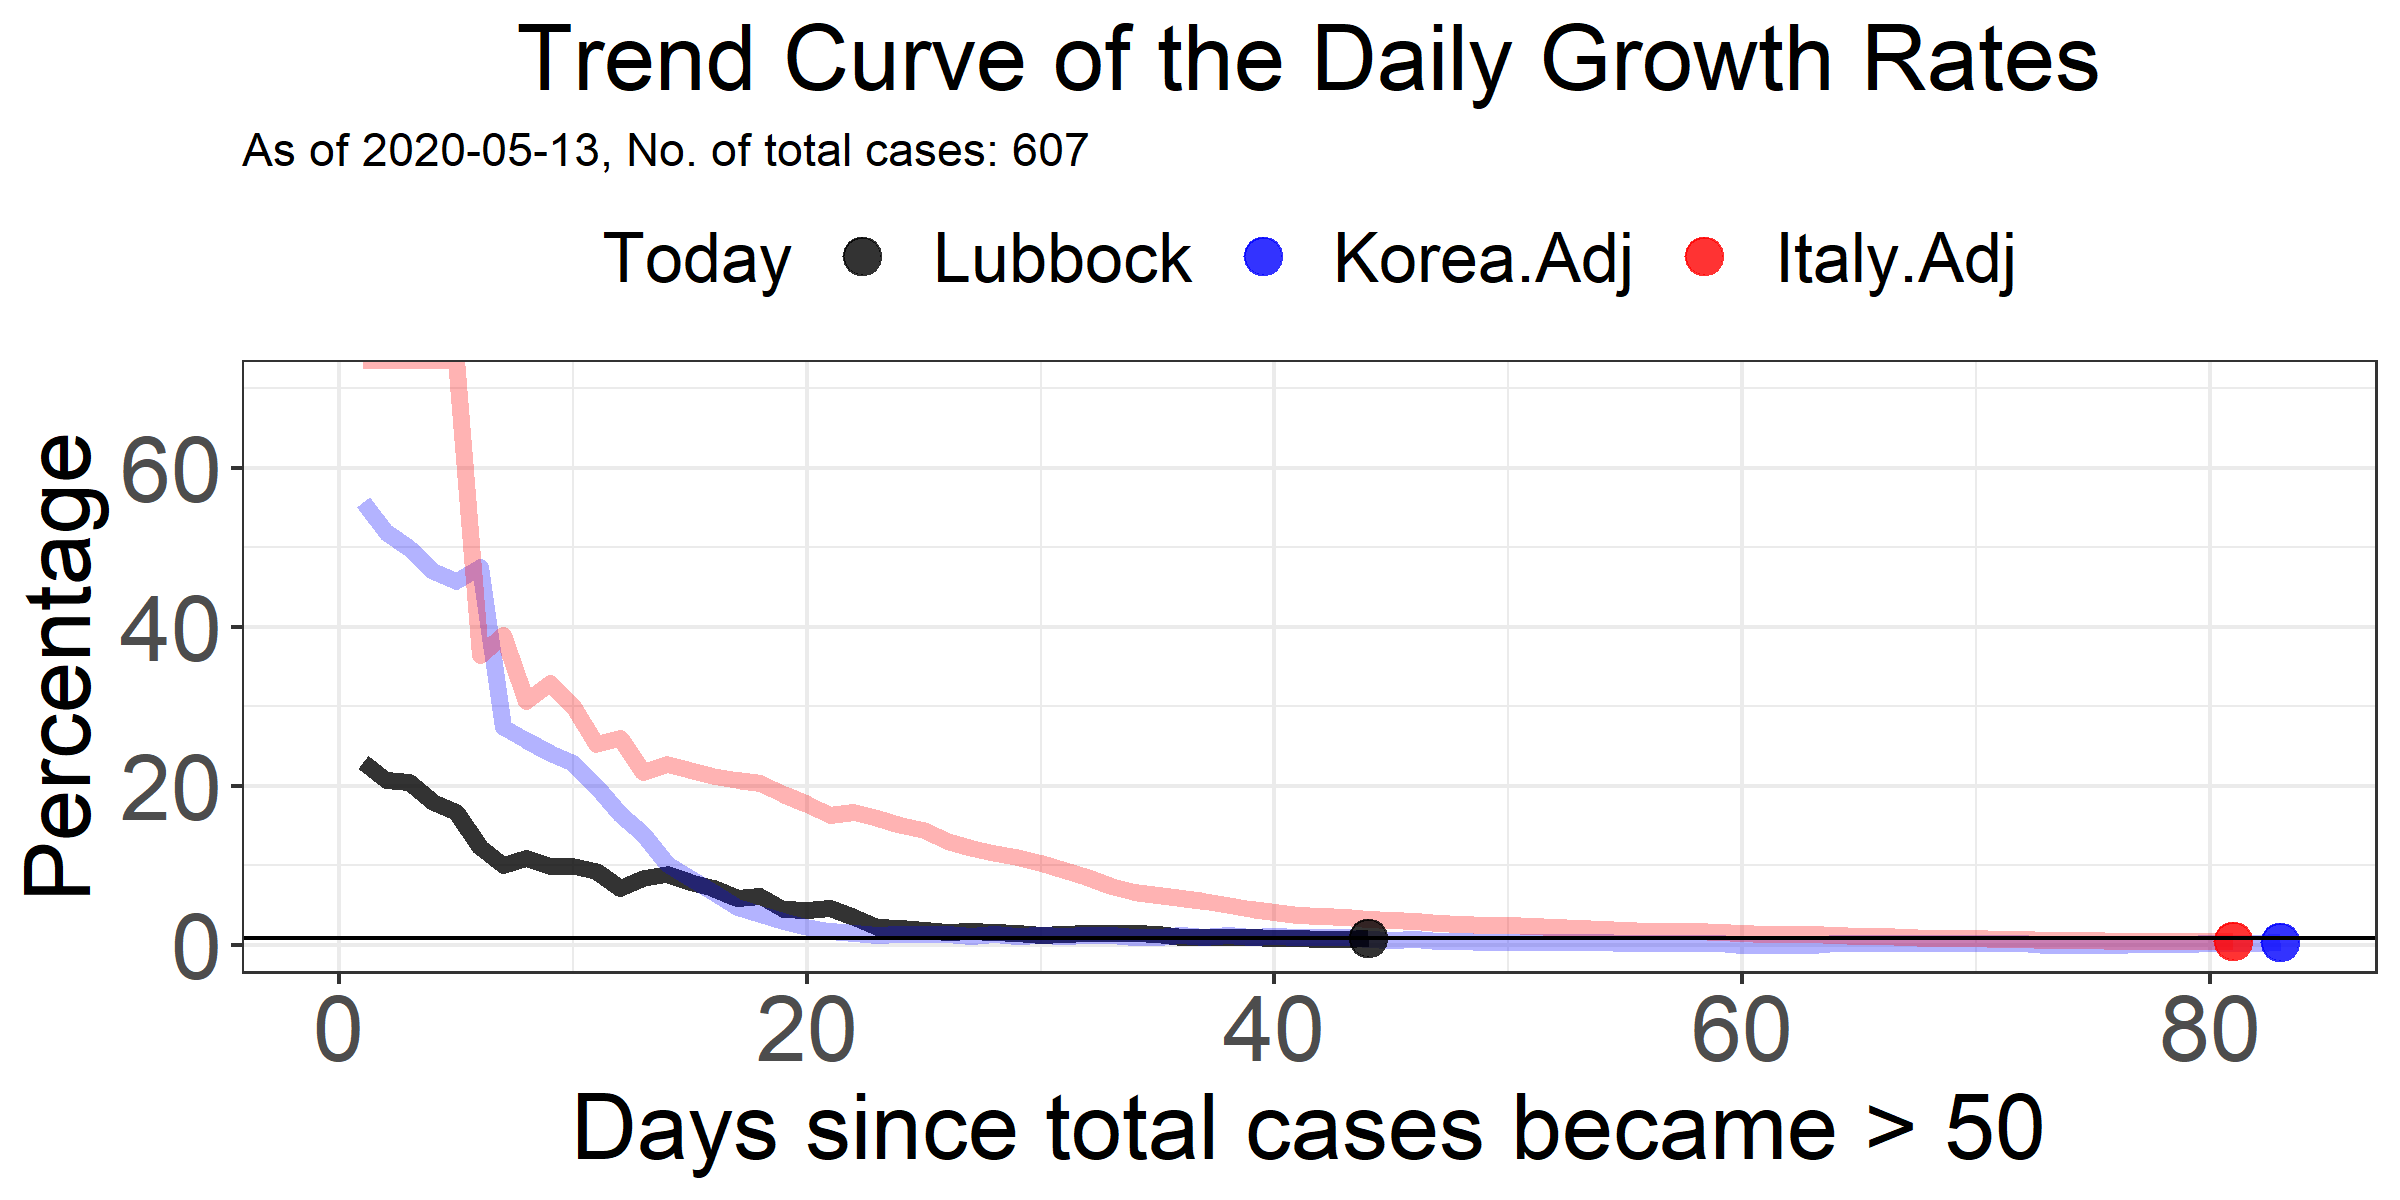 Trend Curve of the Daily Growth Rates
As of 2020-05-13, No. of total cases: 607
Today Lubbock Korea.Adj Italy.Adj
Percentage
60
40
20
0
0 20 40 60 80
Days since total cases became > 50